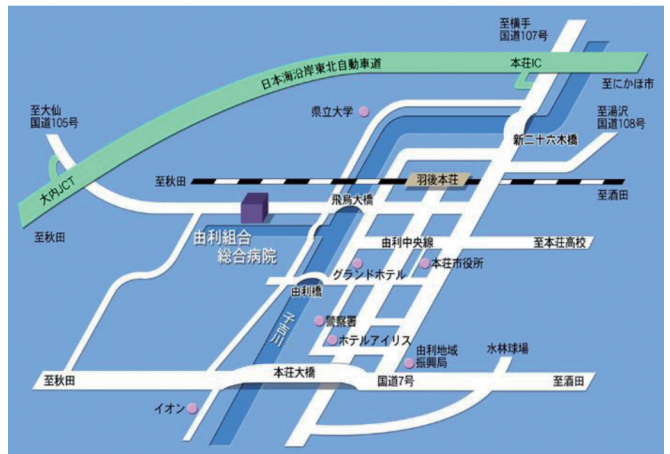 至横手
国道107号
日本海沿岸東北自動車道
本荘IC
至にかほ市
至大仙
国道105号
県立大学
至湯沢
国道108号
新二十六木橋
大内JCT
至秋田
羽後本荘
至酒田
飛鳥大橋
至秋田
由利組合
総合病院
由利中央線
至本荘高校
グランドホテル
本荘市役所
由利橋
子吉川
警察署
ホテルアイリス
由利地域
振興局
水林球場
至秋田
本荘大橋
国道7号
至酒田
イオン